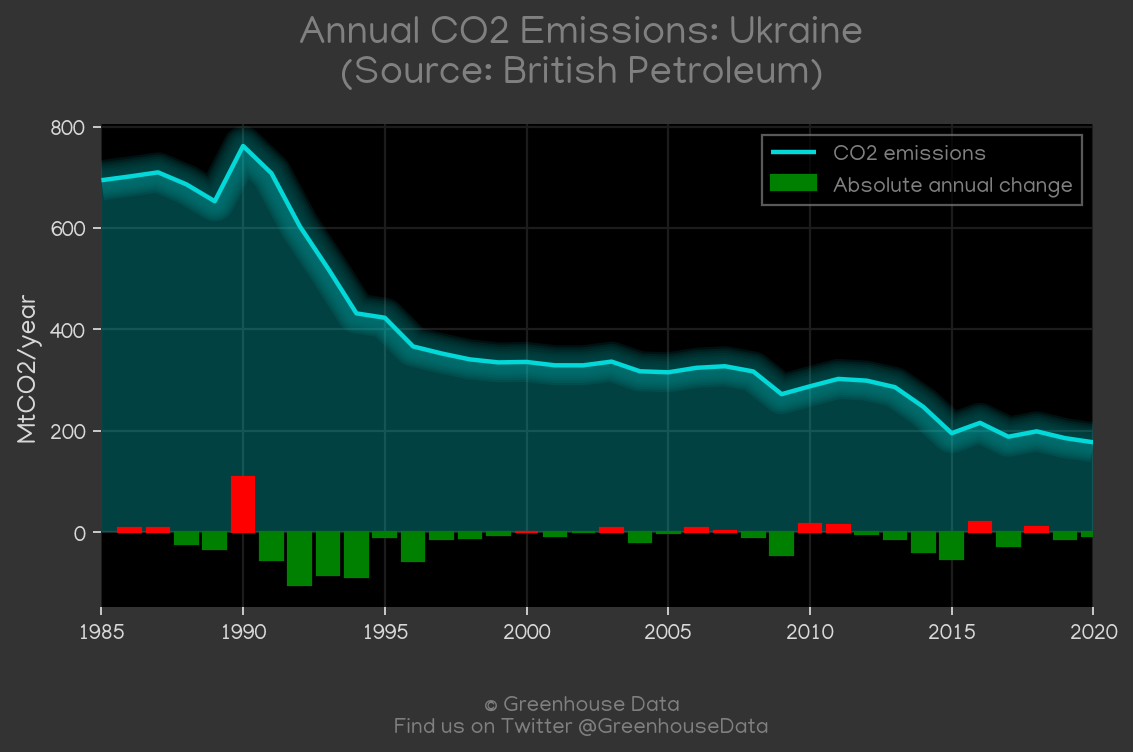 Annual CO2 Emissions: Ukraine
(Source: British Petroleum)
CO2 emissions
Absolute annual change
MtCO2/year
800
600
400
200
0
1985 1990 1995 2000 2005 2010 2015 2020
© Greenhouse Data
Find us on Twitter @GreenhouseData